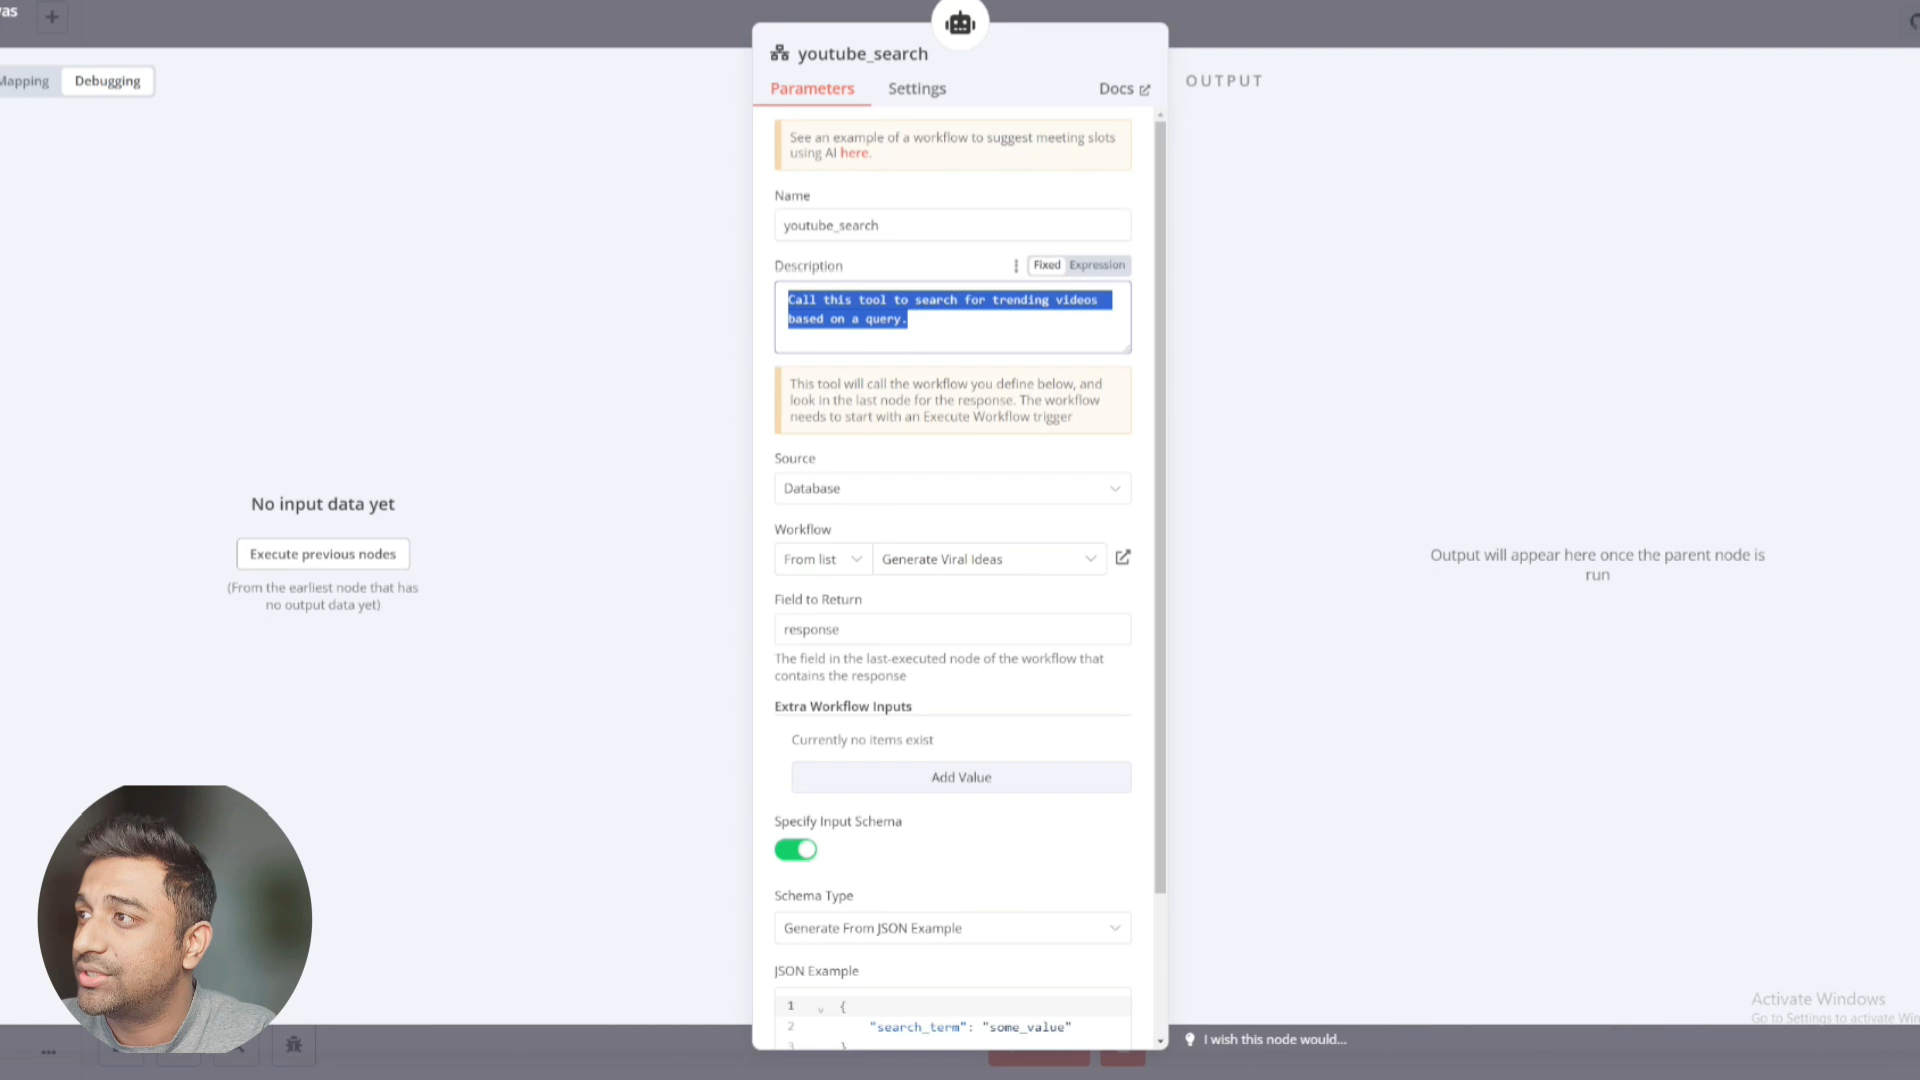 as
+
youtube_search
Parameters
Settings
Docs
Mapping
Debugging
OUTPUT
See an example of a workflow to suggest meeting slots
using AI here.
Name
youtube_search
Description
Fixed
Expression
Call this tool to search for trending videos
based on a query.
This tool will call the workflow you define below, and
look in the last node for the response. The workflow
needs to start with an Execute Workflow trigger
Source
Database
Workflow
From list
Generate Viral Ideas
Field to Return
response
The field in the last-executed node of the workflow that
contains the response
Extra Workflow Inputs
Currently no items exist
Add Value
Specify Input Schema
Schema Type
Generate From JSON Example
JSON Example
1 {
2 "search_term": "some_value"
3 }
No input data yet
Execute previous nodes
(From the earliest node that has
no output data yet)
Output will appear here once the parent node is
run
Activate Windows
Go to Settings to activate Win
I wish this node would...